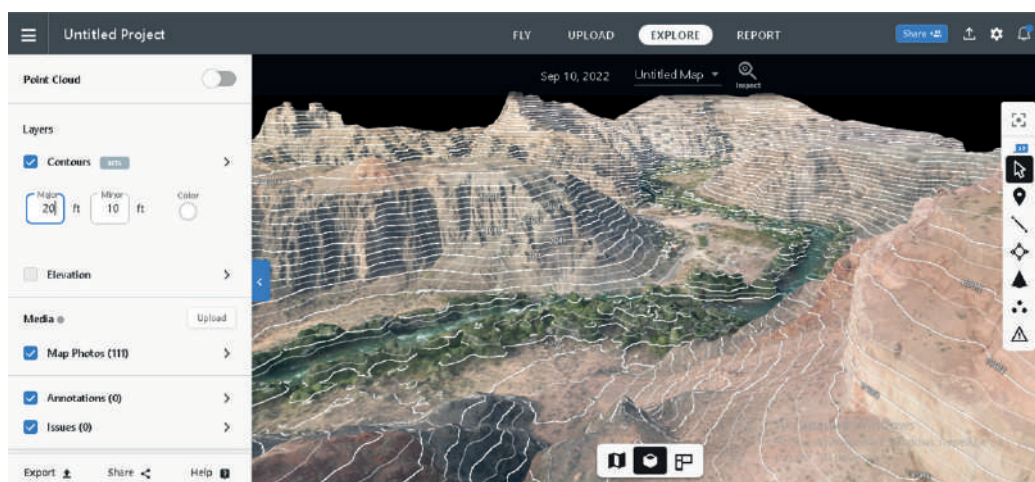 Untitled Project
FLY UPLOAD EXPLORE REPORT
Share
Point Cloud
Sep 10, 2022 Untitled Map
Inspect
Layers
Contours BETA
Major Minor Color
20 ft 10 ft
Elevation
Media Upload
Map Photos (111)
Annotations (0)
Issues (0)
Export Share Help